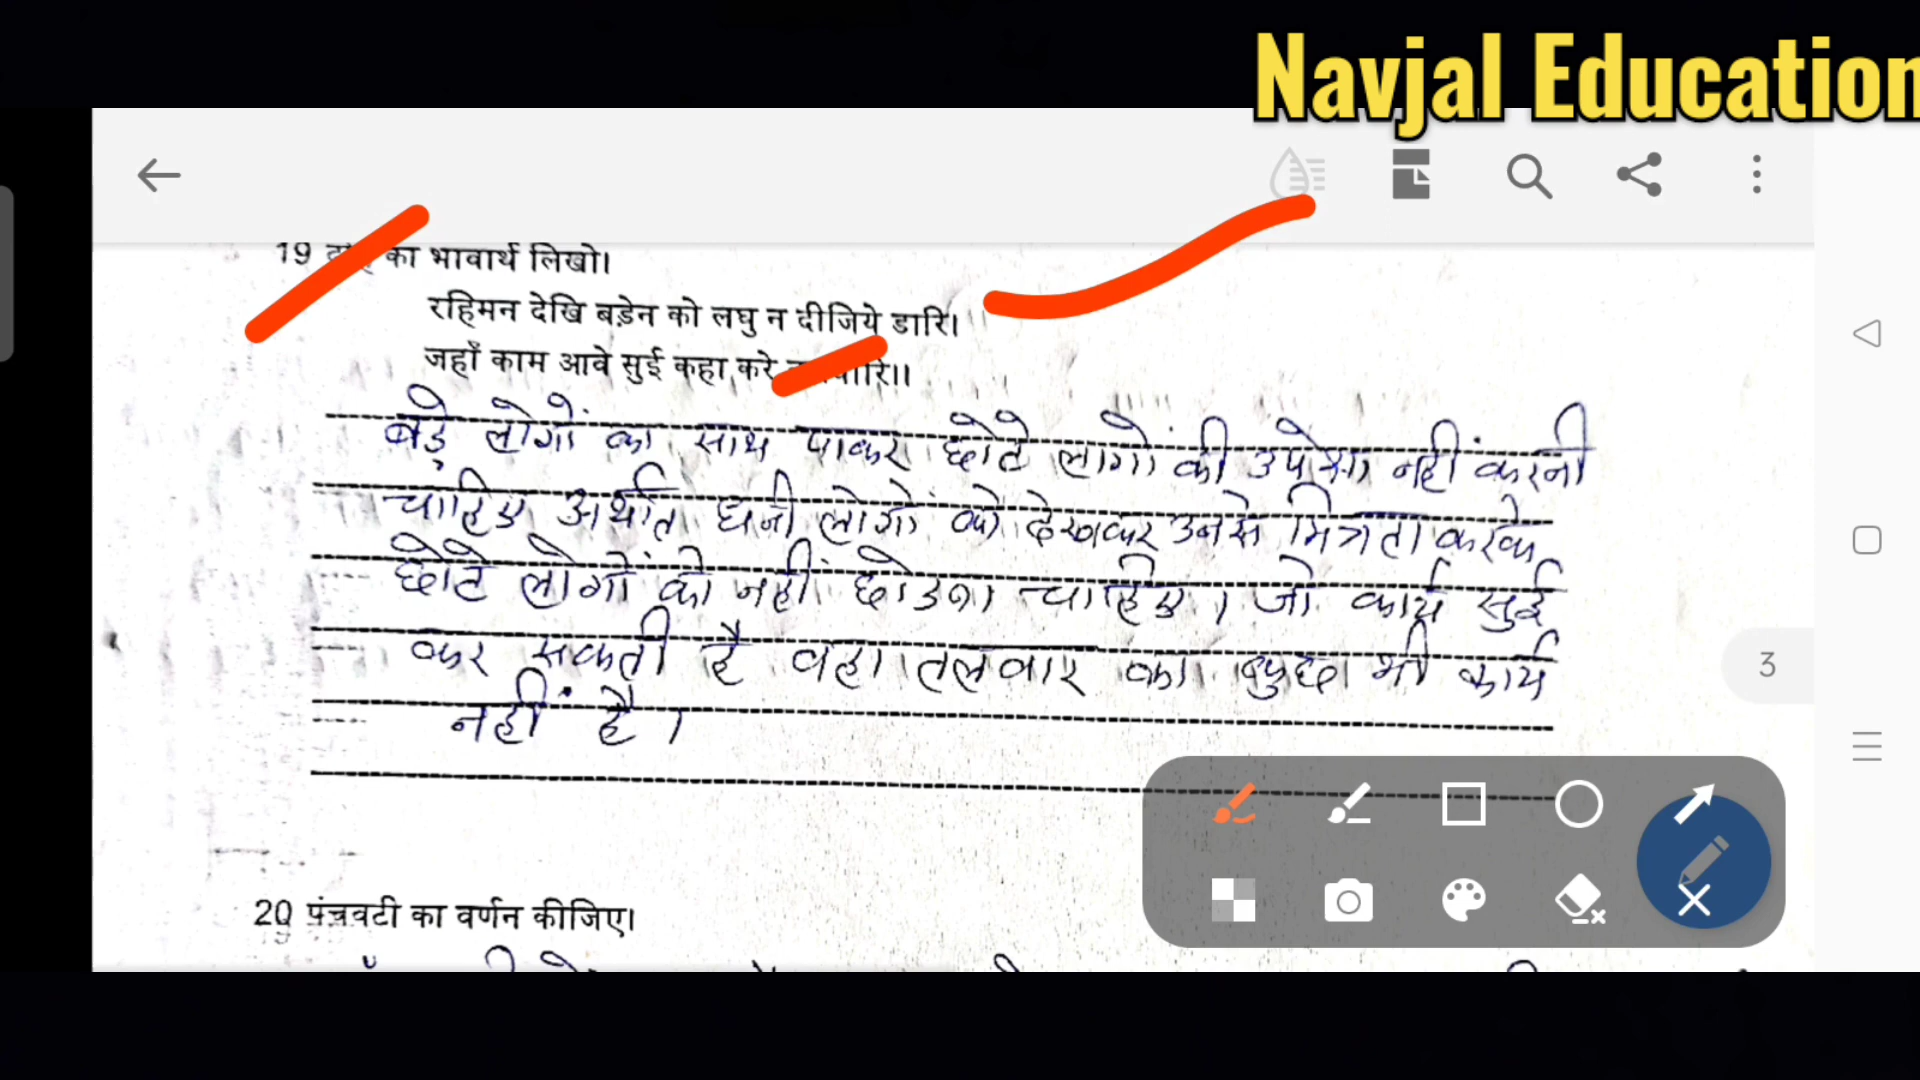 Navjal Education
19 का भावार्थ लिखो।
रहिमन देखि बड़ेन को लघु न दीजिये डारि।
जहाँ काम आवे सुई कहा करे
बड़े लोगों का साथ पाकर छोटे लोगों की उपेक्षा नहीं करनी
चाहिए अर्थात धनी लोगों को देखकर उनसे मित्रता करके
छोटे लोगों को नहीं छोडना चाहिए । जो कार्य सुई
कर सकती है वहा तलवार का कुछ भी कार्य
नहीं है ।
3
20 पंचवटी का वर्णन कीजिए।